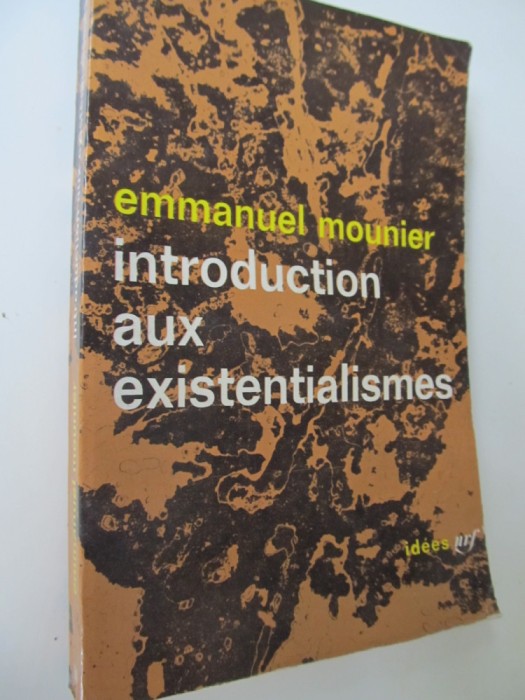 emmanuel mounier
introduction
aux
existentialismes
idées nrf